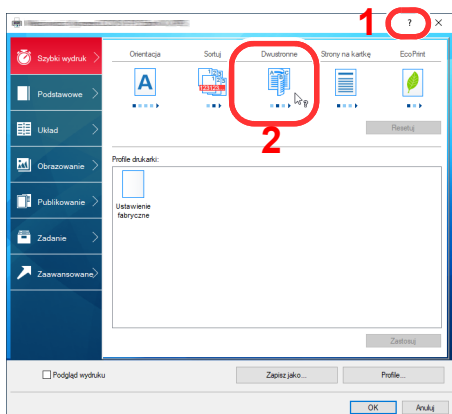 1
?
Szybki wydruk
Podstawowe
Układ
Obrazowanie
Publikowanie
Zadanie
Zaawansowane
Orientacja
Sortuj
Dwustronne
Strony na kartkę
EcoPrint
A
123123...
A B C
?
2
Resetuj
Profile drukarki:
Ustawienie
fabryczne
Zastosuj
Podgląd wydruku
Zapisz jako...
Profile...
OK
Anuluj